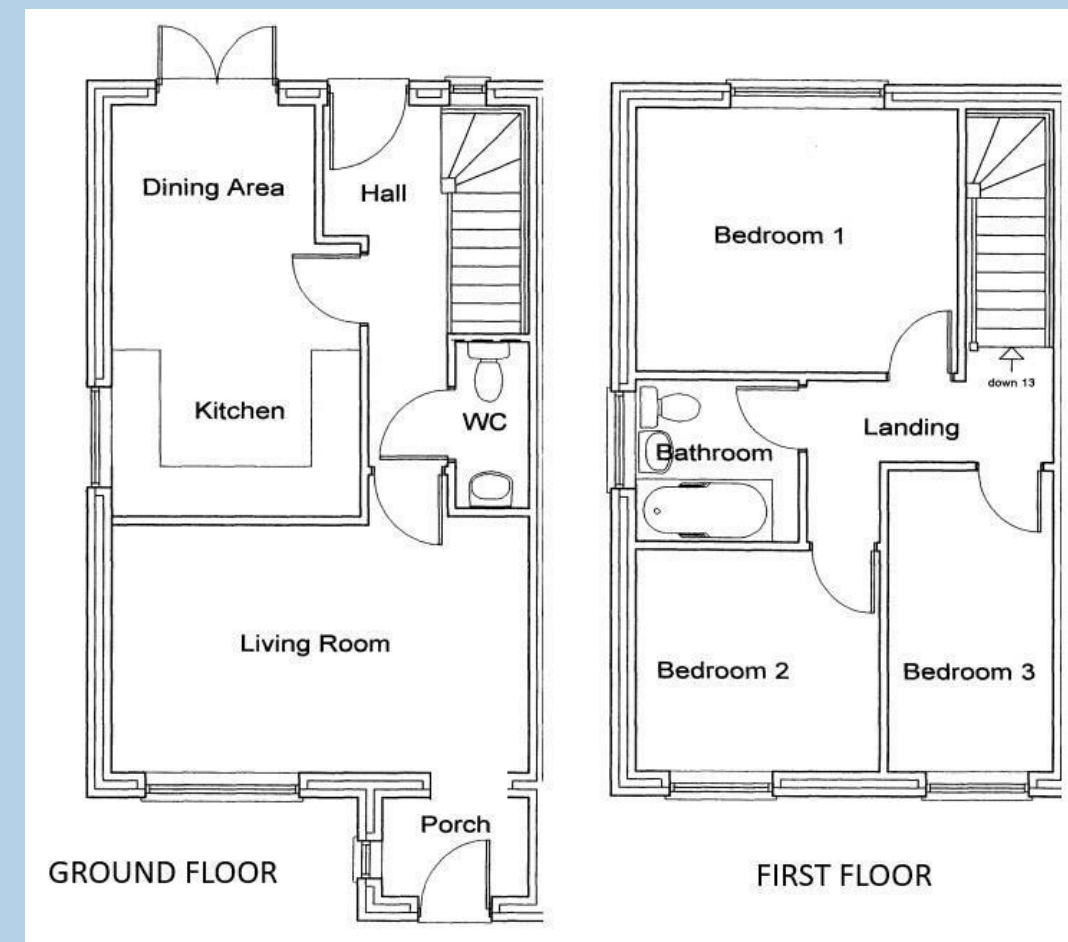 Dining Area
Hall
Kitchen
WC
Living Room
Porch
GROUND FLOOR
Bedroom 1
down 13
Landing
Bathroom
Bedroom 2
Bedroom 3
FIRST FLOOR